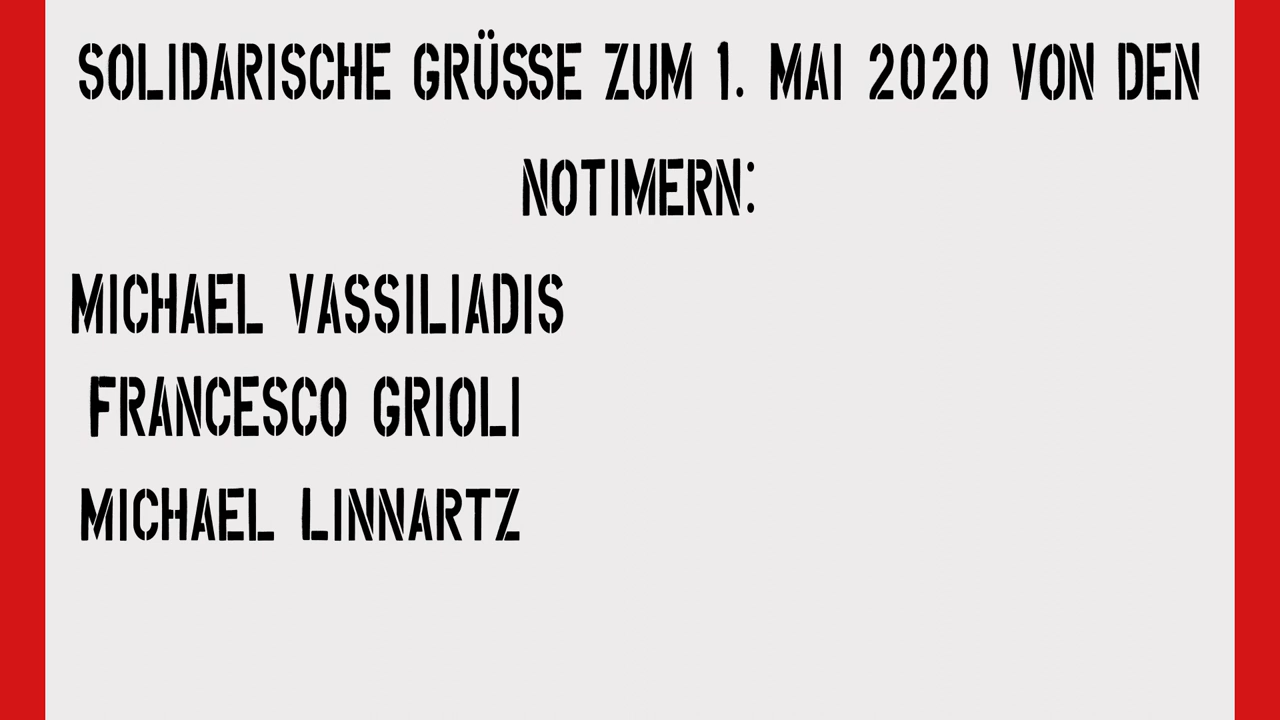 SOLIDARISCHE GRÜSSE ZUM 1. MAI 2020 VON DEN
NOTIMERN:
MICHAEL VASSILIADIS
FRANCESCO GRIOLI
MICHAEL LINNARTZ